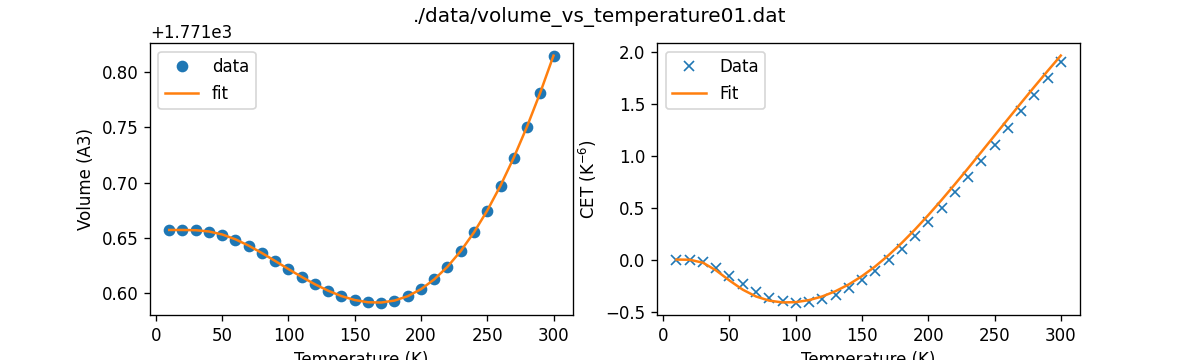 ./data/volume_vs_temperature01.dat
+1.771e3
0.80
0.75
0.70
0.65
0.60
Volume (A3)
data
fit
0 50 100 150 200 250 300
Temperature (K)
2.0
1.5
1.0
0.5
0.0
−0.5
CET (K⁻⁶)
Data
Fit
0 50 100 150 200 250 300
Temperature (K)